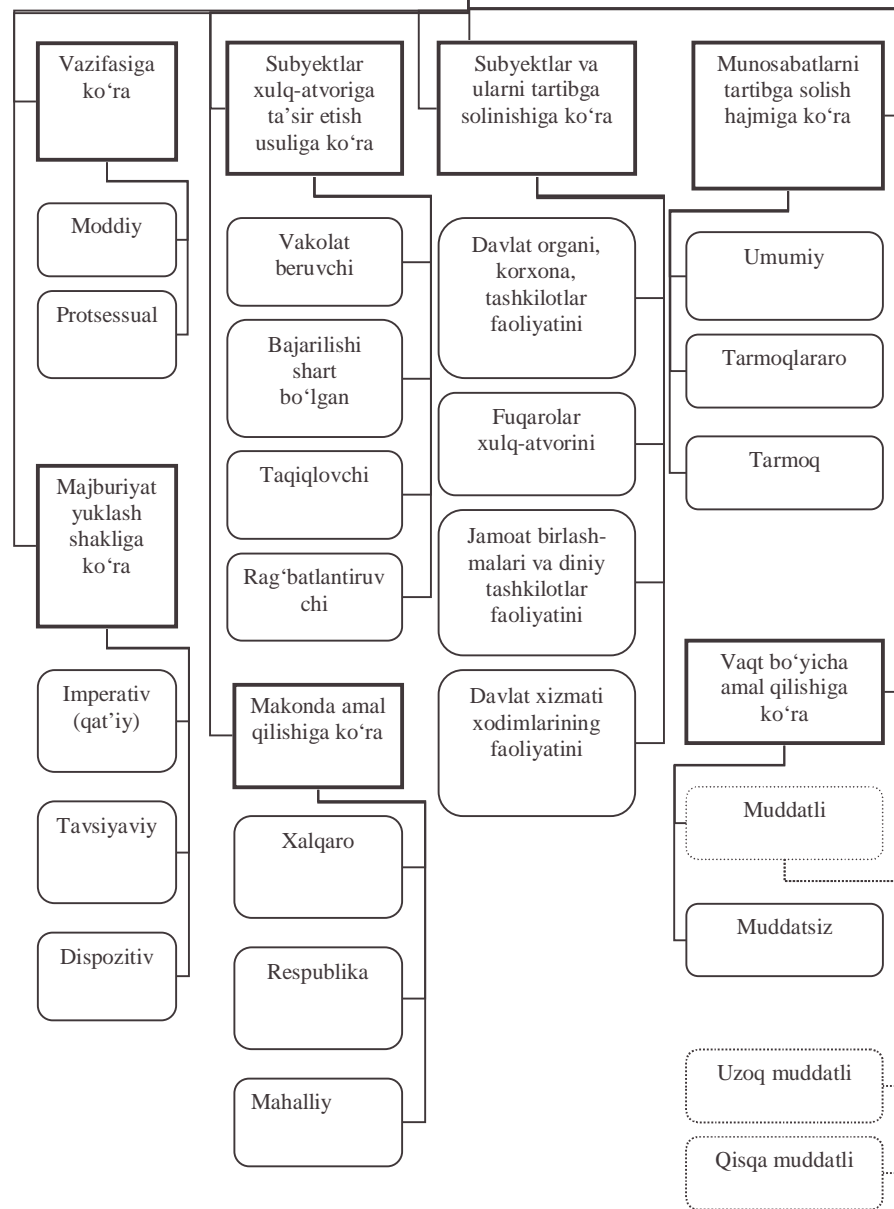 Vazifasiga
ko‘ra
Moddiy
Protsessual
Majburiyat
yuklash
shakliga
ko‘ra
Imperativ
(qat’iy)
Tavsiyaviy
Dispozitiv
Subyektlar
xulq-atvoriga
ta’sir etish
usuliga ko‘ra
Vakolat
beruvchi
Bajarilishi
shart
bo‘lgan
Taqiqlovchi
Rag‘batlantiruv
chi
Makonda amal
qilishiga ko‘ra
Xalqaro
Respublika
Mahalliy
Subyektlar va
ularni tartibga
solinishiga ko‘ra
Davlat organi,
korxona,
tashkilotlar
faoliyatini
Fuqarolar
xulq-atvorini
Jamoat birlash-
malari va diniy
tashkilotlar
faoliyatini
Davlat xizmati
xodimlarining
faoliyatini
Munosabatlarni
tartibga solish
hajmiga ko‘ra
Umumiy
Tarmoqlararo
Tarmoq
Vaqt bo‘yicha
amal qilishiga
ko‘ra
Muddatli
Muddatsiz
Uzoq muddatli
Qisqa muddatli